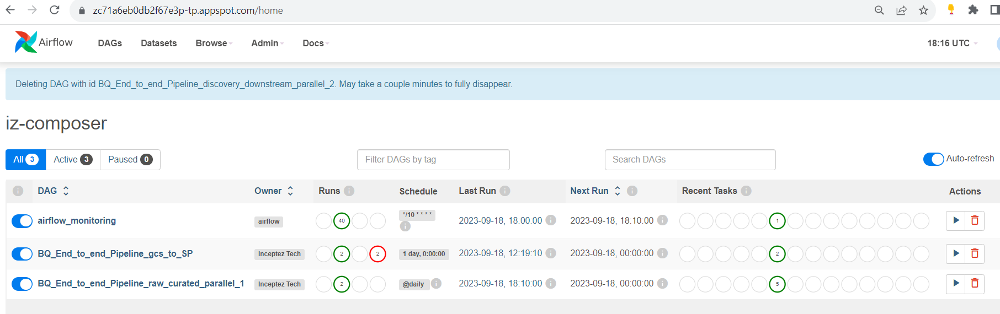 zc71a6eb0db2f67e3p-tp.appspot.com/home
Airflow DAGs Datasets Browse Admin Docs 18:16 UTC
Deleting DAG with id BQ_End_to_end_Pipeline_discovery_downstream_parallel_2. May take a couple minutes to fully disappear.
iz-composer
All 3 Active 3 Paused 0 Filter DAGs by tag Search DAGs Auto-refresh
i DAG Owner Runs i Schedule Last Run i Next Run i Recent Tasks i Actions
airflow_monitoring airflow 40 */10 * * * * i 2023-09-18, 18:00:00 i 2023-09-18, 18:10:00 i 1
BQ_End_to_end_Pipeline_gcs_to_SP Inceptez Tech 2 2 1 day, 0:00:00 2023-09-18, 12:19:10 i 2023-09-18, 00:00:00 i 2
BQ_End_to_end_Pipeline_raw_curated_parallel_1 Inceptez Tech 2 @daily i 2023-09-18, 18:10:00 i 2023-09-18, 00:00:00 i 5